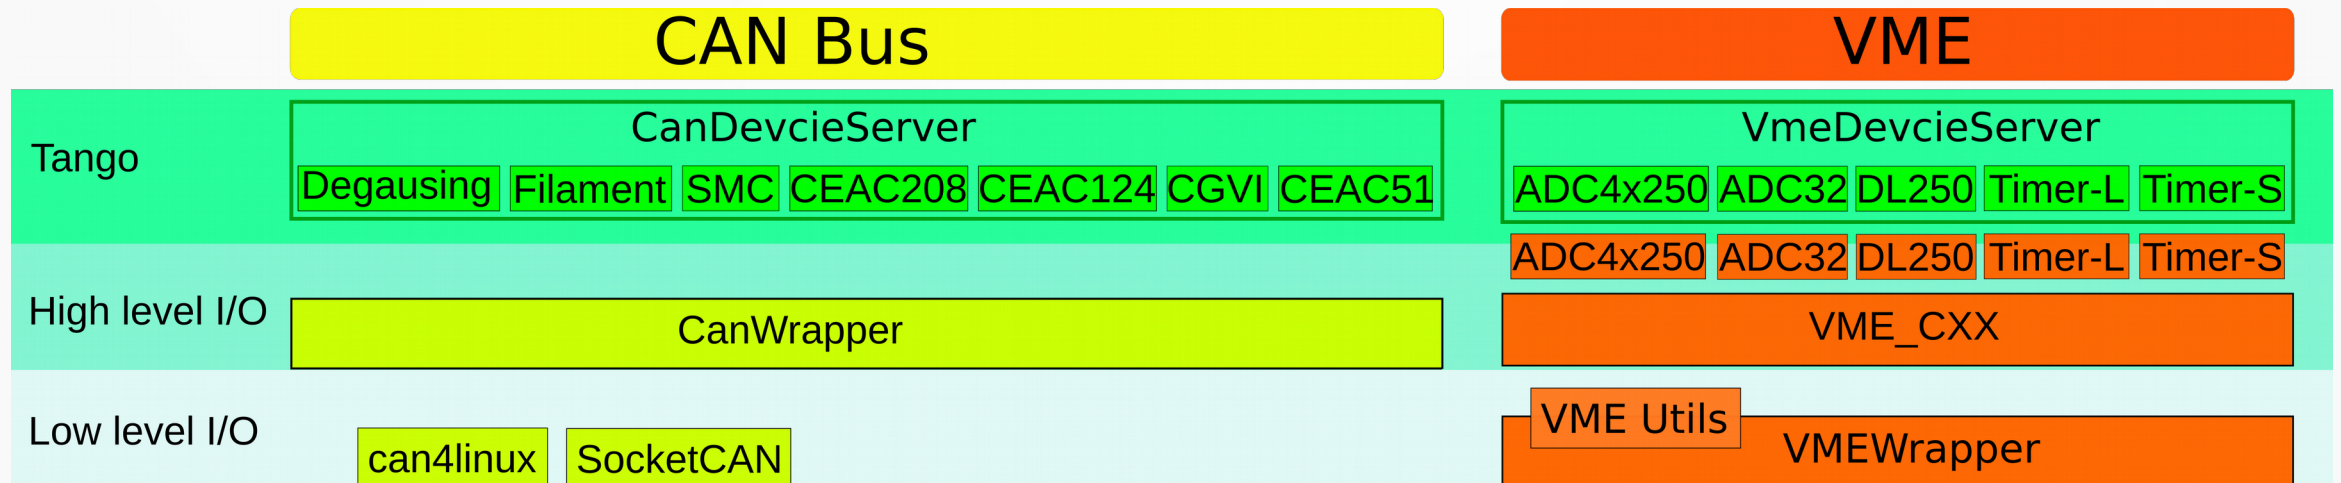 CAN Bus VME
Tango
CanDevcieServer
Degausing Filament SMC CEAC208 CEAC124 CGVI CEAC51
VmeDevcieServer
ADC4x250 ADC32 DL250 Timer-L Timer-S
ADC4x250 ADC32 DL250 Timer-L Timer-S
High level I/O
CanWrapper
VME_CXX
Low level I/O
can4linux SocketCAN
VME Utils
VMEWrapper